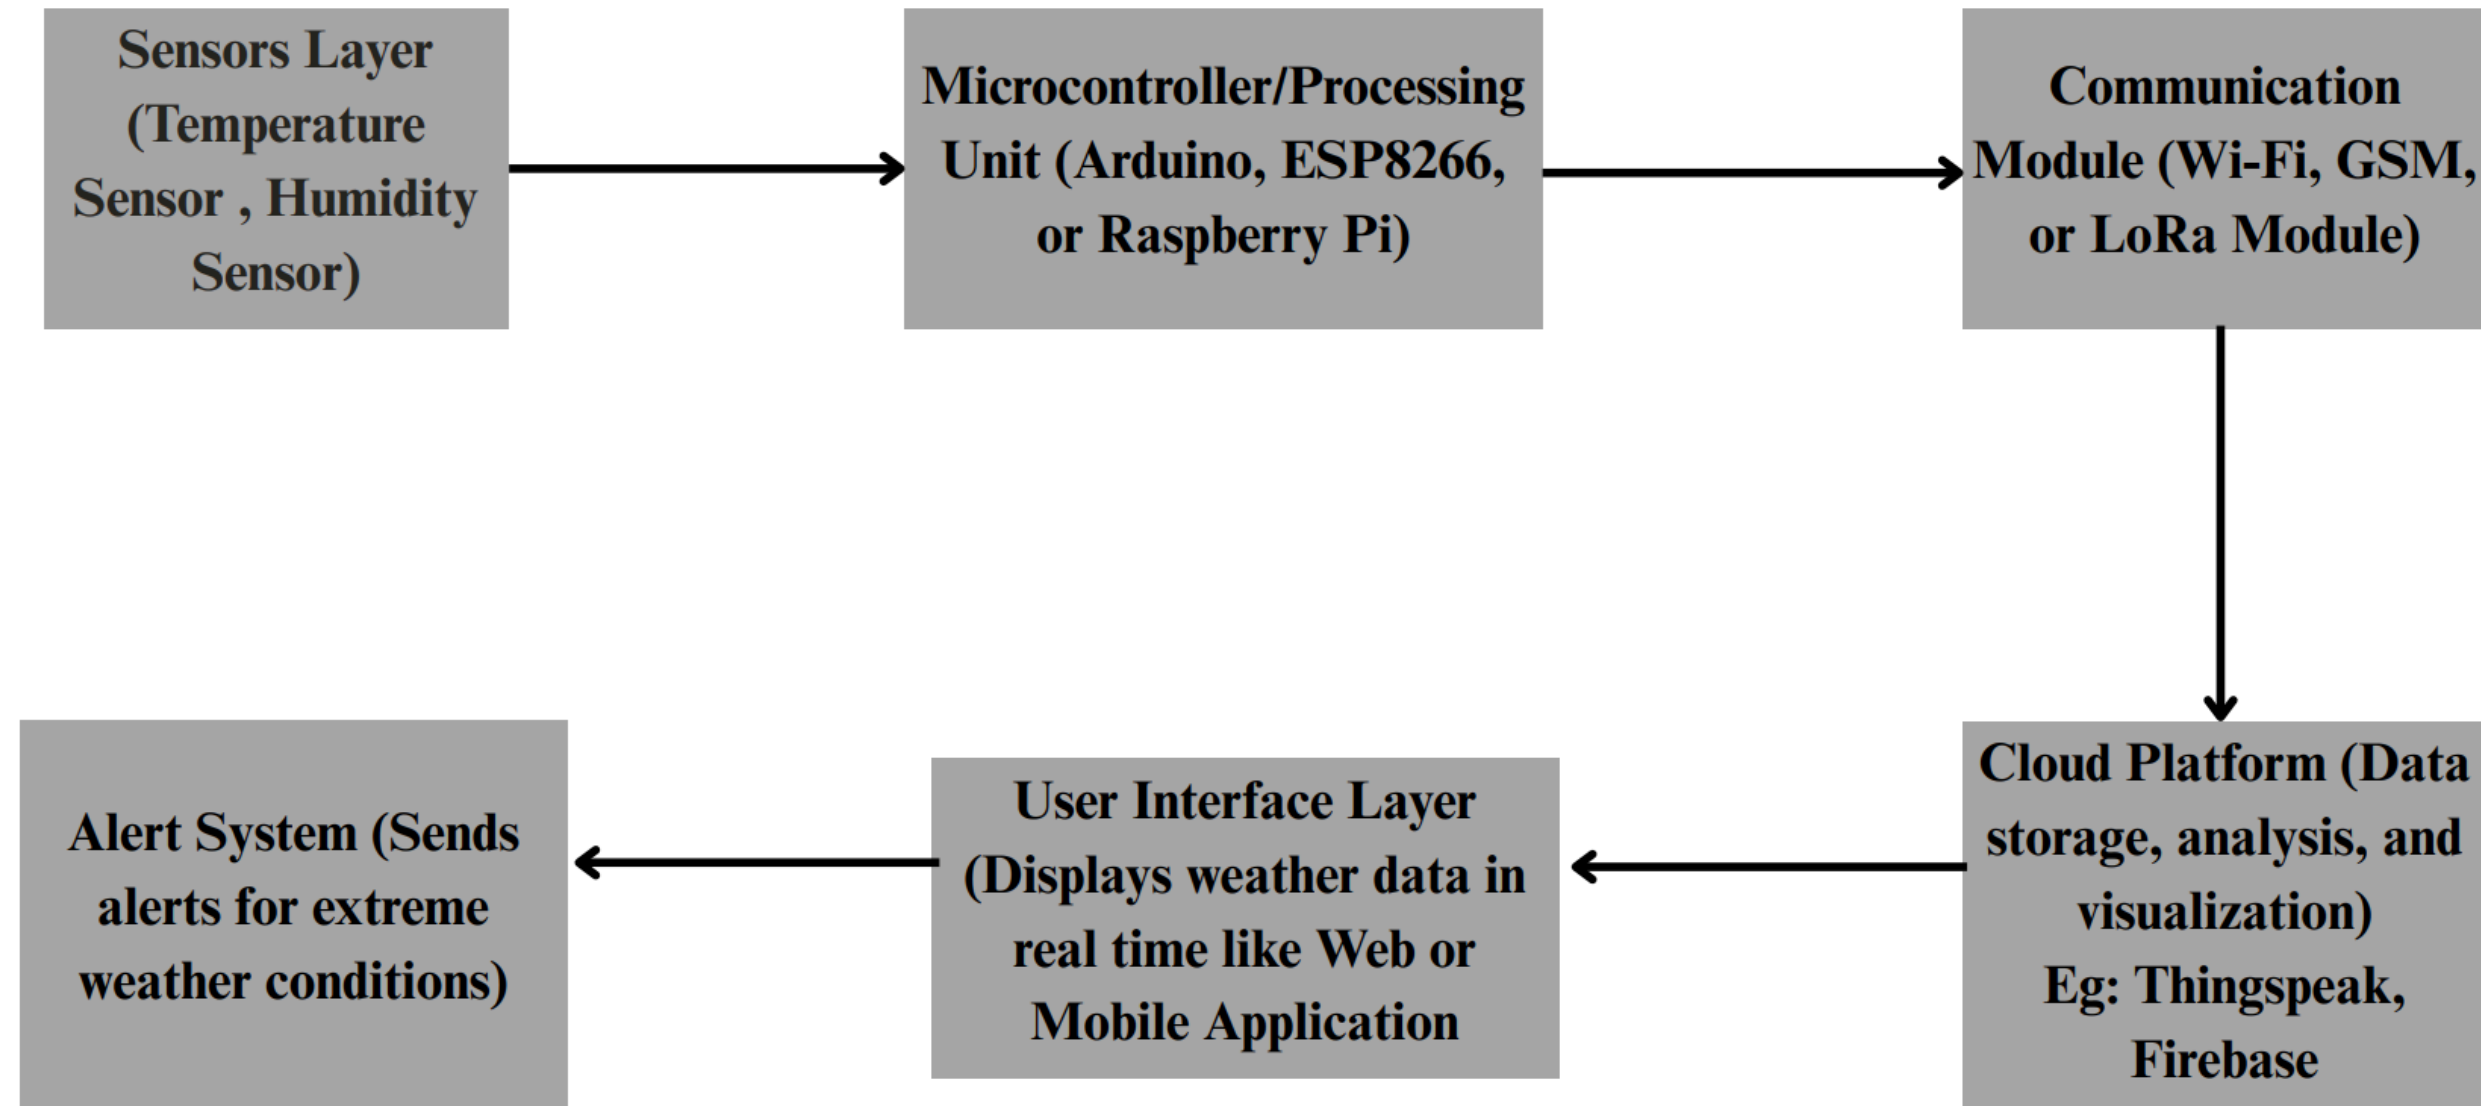 Sensors Layer
(Temperature
Sensor , Humidity
Sensor)
Microcontroller/Processing
Unit (Arduino, ESP8266,
or Raspberry Pi)
Communication
Module (Wi-Fi, GSM,
or LoRa Module)
Cloud Platform (Data
storage, analysis, and
visualization)
Eg: Thingspeak,
Firebase
User Interface Layer
(Displays weather data in
real time like Web or
Mobile Application
Alert System (Sends
alerts for extreme
weather conditions)